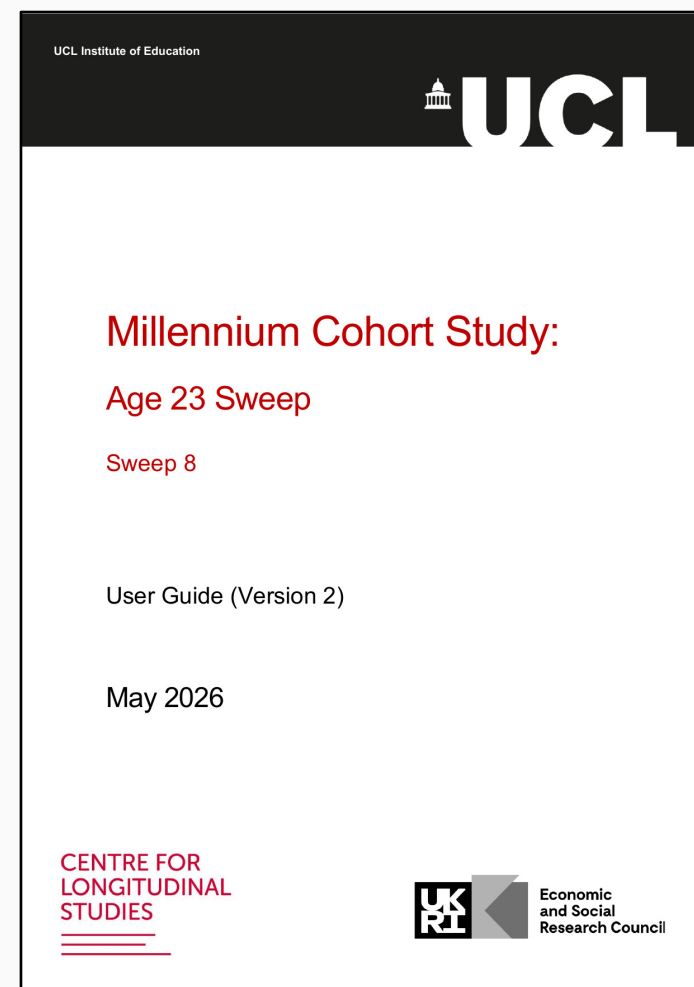 UCL Institute of Education
UCL
Millennium Cohort Study:
Age 23 Sweep
Sweep 8
User Guide (Version 2)
May 2026
CENTRE FOR
LONGITUDINAL
STUDIES
UK
RI
Economic
and Social
Research Council